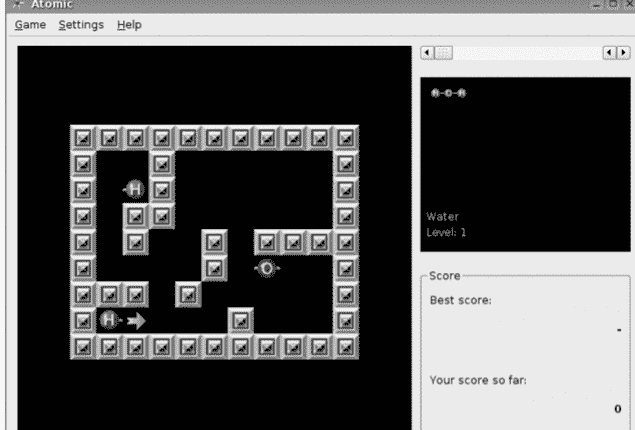 Atomic
Game Settings Help
H-O-H
H
O
H
Water
Level: 1
Score
Best score:
-
Your score so far:
0